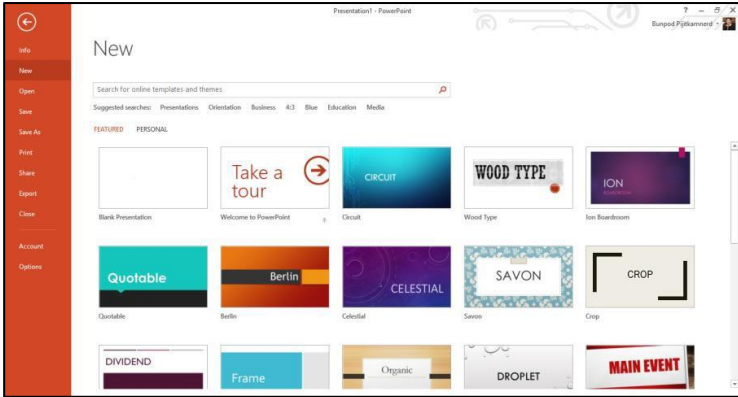 Presentation1 - PowerPoint
?
Eunpod Pijitkamnerd
Info
New
Open
Save
Save As
Print
Share
Export
Close
Account
Options
New
Search for online templates and themes
Suggested searches: Presentations Orientation Business 4:3 Blue Education Media
FEATURED PERSONAL
Take a
tour
CIRCUIT
WOOD TYPE
ION
BOARDROOM
Blank Presentation
Welcome to PowerPoint
Circuit
Wood Type
Ion Boardroom
Quotable
Berlin
CELESTIAL
SAVON
CROP
Quotable
Berlin
Celestial
Savon
Crop
DIVIDEND
Frame
Organic
DROPLET
MAIN EVENT